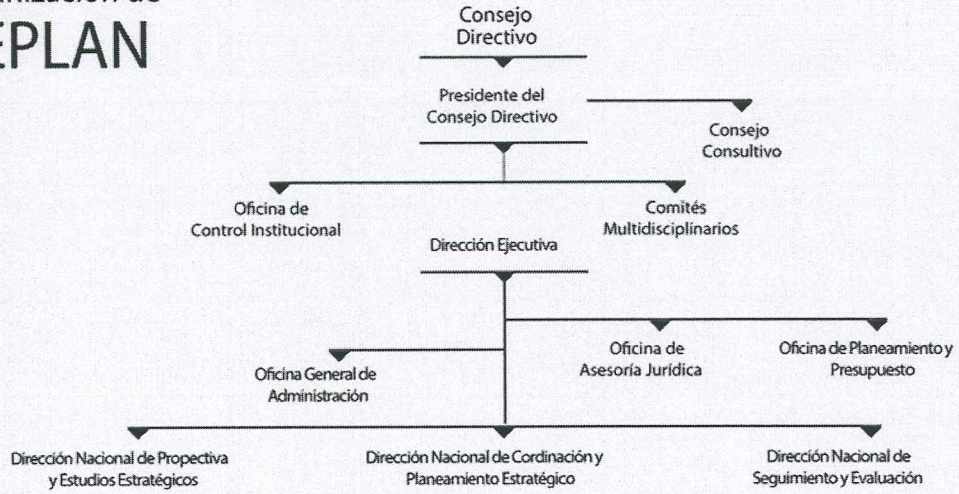 EPLAN
Consejo
Directivo
Presidente del
Consejo Directivo
Consejo
Consultivo
Oficina de
Control Institucional
Comités
Multidisciplinarios
Dirección Ejecutiva
Oficina General de
Administración
Oficina de
Asesoría Jurídica
Oficina de Planeamiento y
Presupuesto
Dirección Nacional de Propectiva
y Estudios Estratégicos
Dirección Nacional de Cordinación y
Planeamiento Estratégico
Dirección Nacional de
Seguimiento y Evaluación